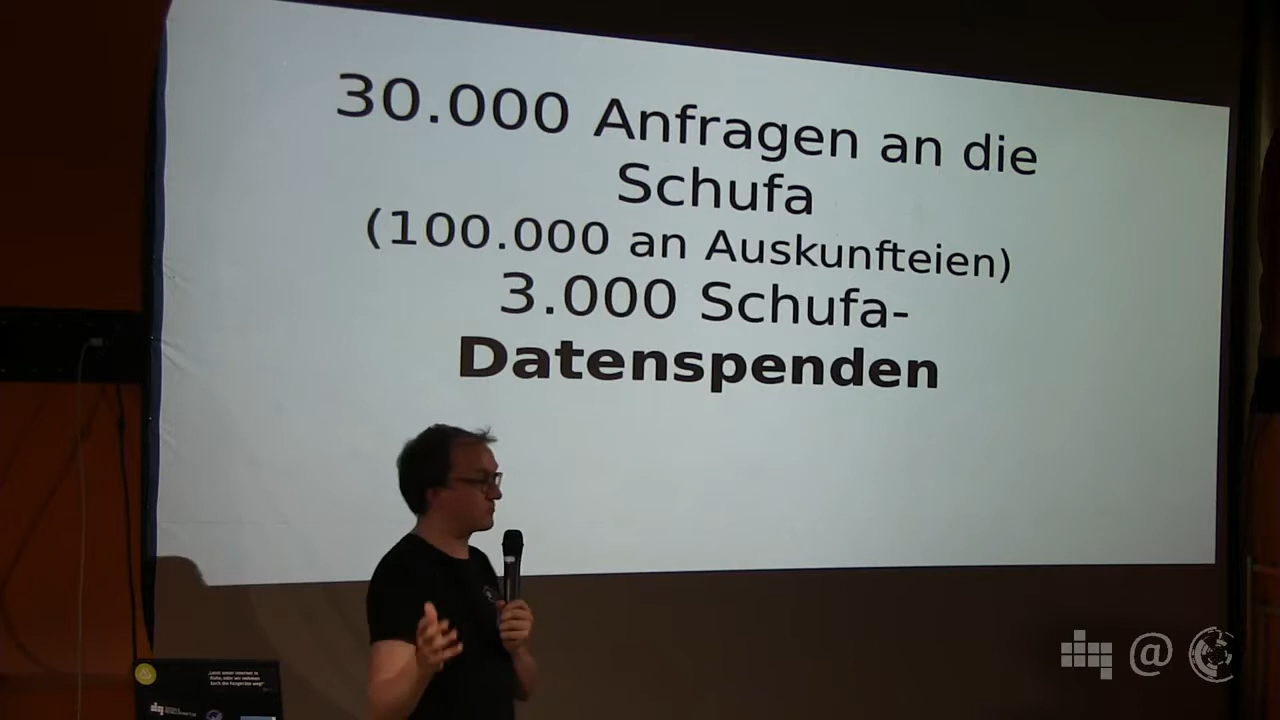 30.000 Anfragen an die
Schufa
(100.000 an Auskunfteien)
3.000 Schufa-
Datenspenden
@